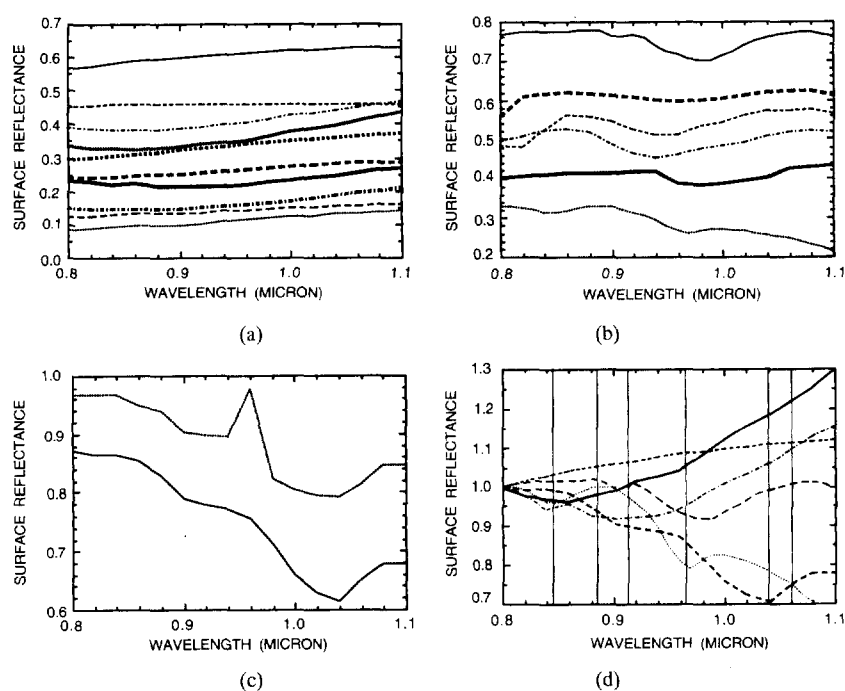 0.7
0.6
0.5
0.4
0.3
0.2
0.1
0.0
SURFACE REFLECTANCE
0.8 0.9 1.0 1.1
WAVELENGTH (MICRON)
(a)
0.8
0.7
0.6
0.5
0.4
0.3
0.2
SURFACE REFLECTANCE
0.8 0.9 1.0 1.1
WAVELENGTH (MICRON)
(b)
1.0
0.9
0.8
0.7
0.6
SURFACE REFLECTANCE
0.8 0.9 1.0 1.1
WAVELENGTH (MICRON)
(c)
1.3
1.2
1.1
1.0
0.9
0.8
0.7
SURFACE REFLECTANCE
0.8 0.9 1.0 1.1
WAVELENGTH (MICRON)
(d)